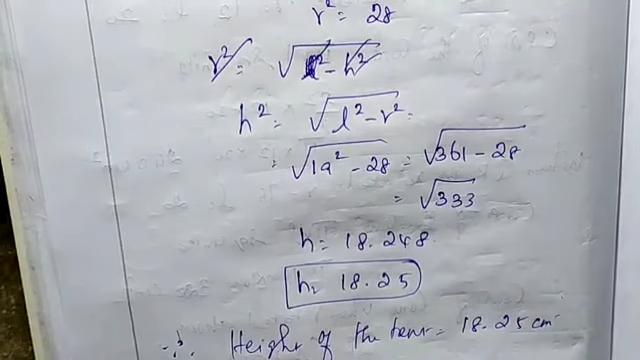 r² = 28
r² = √l² - h²
h² = √l² - r² =
= √19² - 28 = √361 - 28
= √333
h = 18.248
h = 18.25
∴ Height of the tent = 18.25 cm